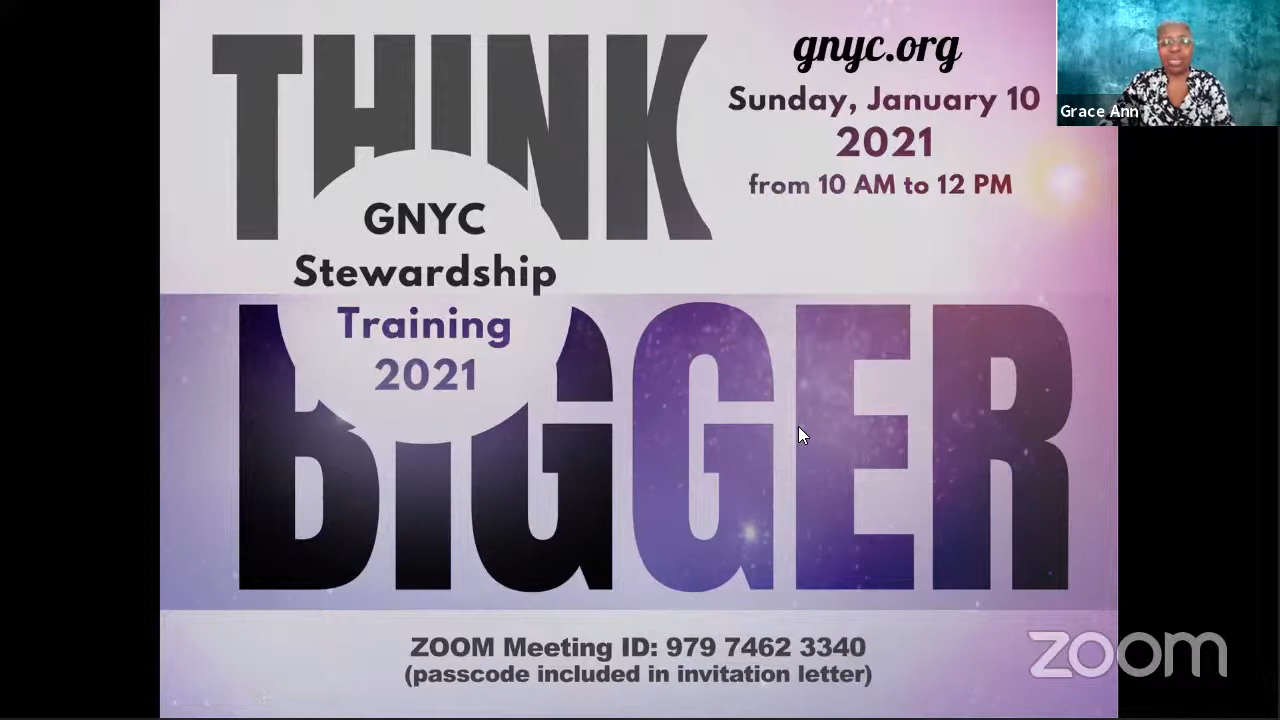 THINK
BIGGER
gnyc.org
Sunday, January 10
2021
from 10 AM to 12 PM
Grace Ann
GNYC
Stewardship
Training
2021
ZOOM Meeting ID: 979 7462 3340
(passcode included in invitation letter)
zoom